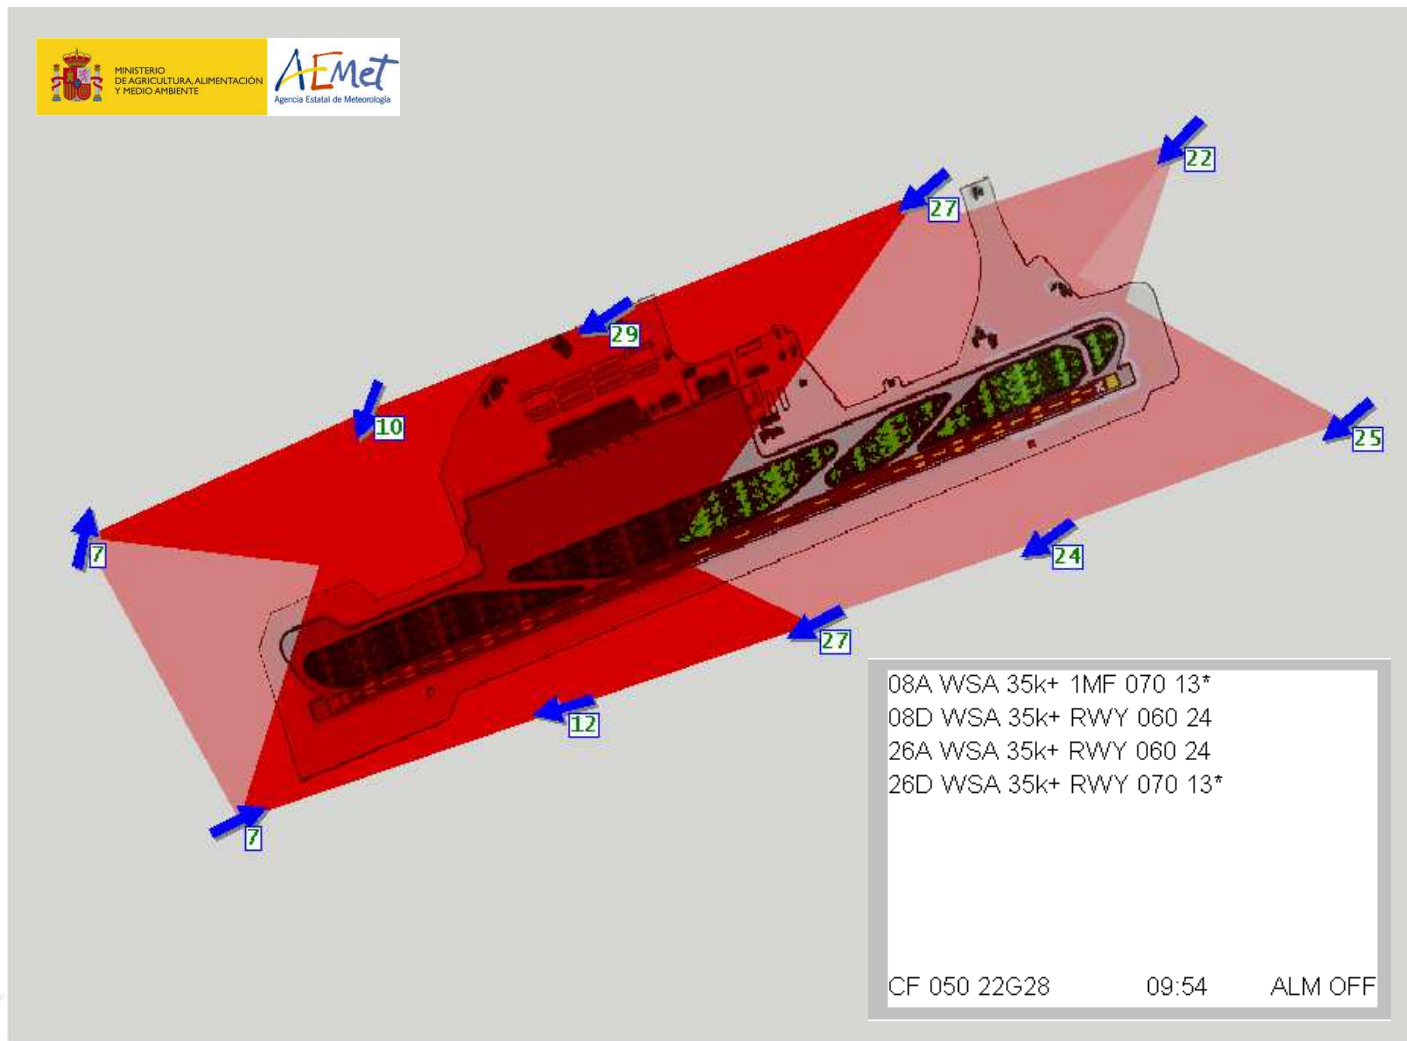 MINISTERIO
DE AGRICULTURA, ALIMENTACIÓN
Y MEDIO AMBIENTE
AEMet
Agencia Estatal de Meteorología
22
27
29
10
25
7
24
27
12
7
08A WSA 35k+ 1MF 070 13*
08D WSA 35k+ RWY 060 24
26A WSA 35k+ RWY 060 24
26D WSA 35k+ RWY 070 13*
CF 050 22G28 09:54 ALM OFF